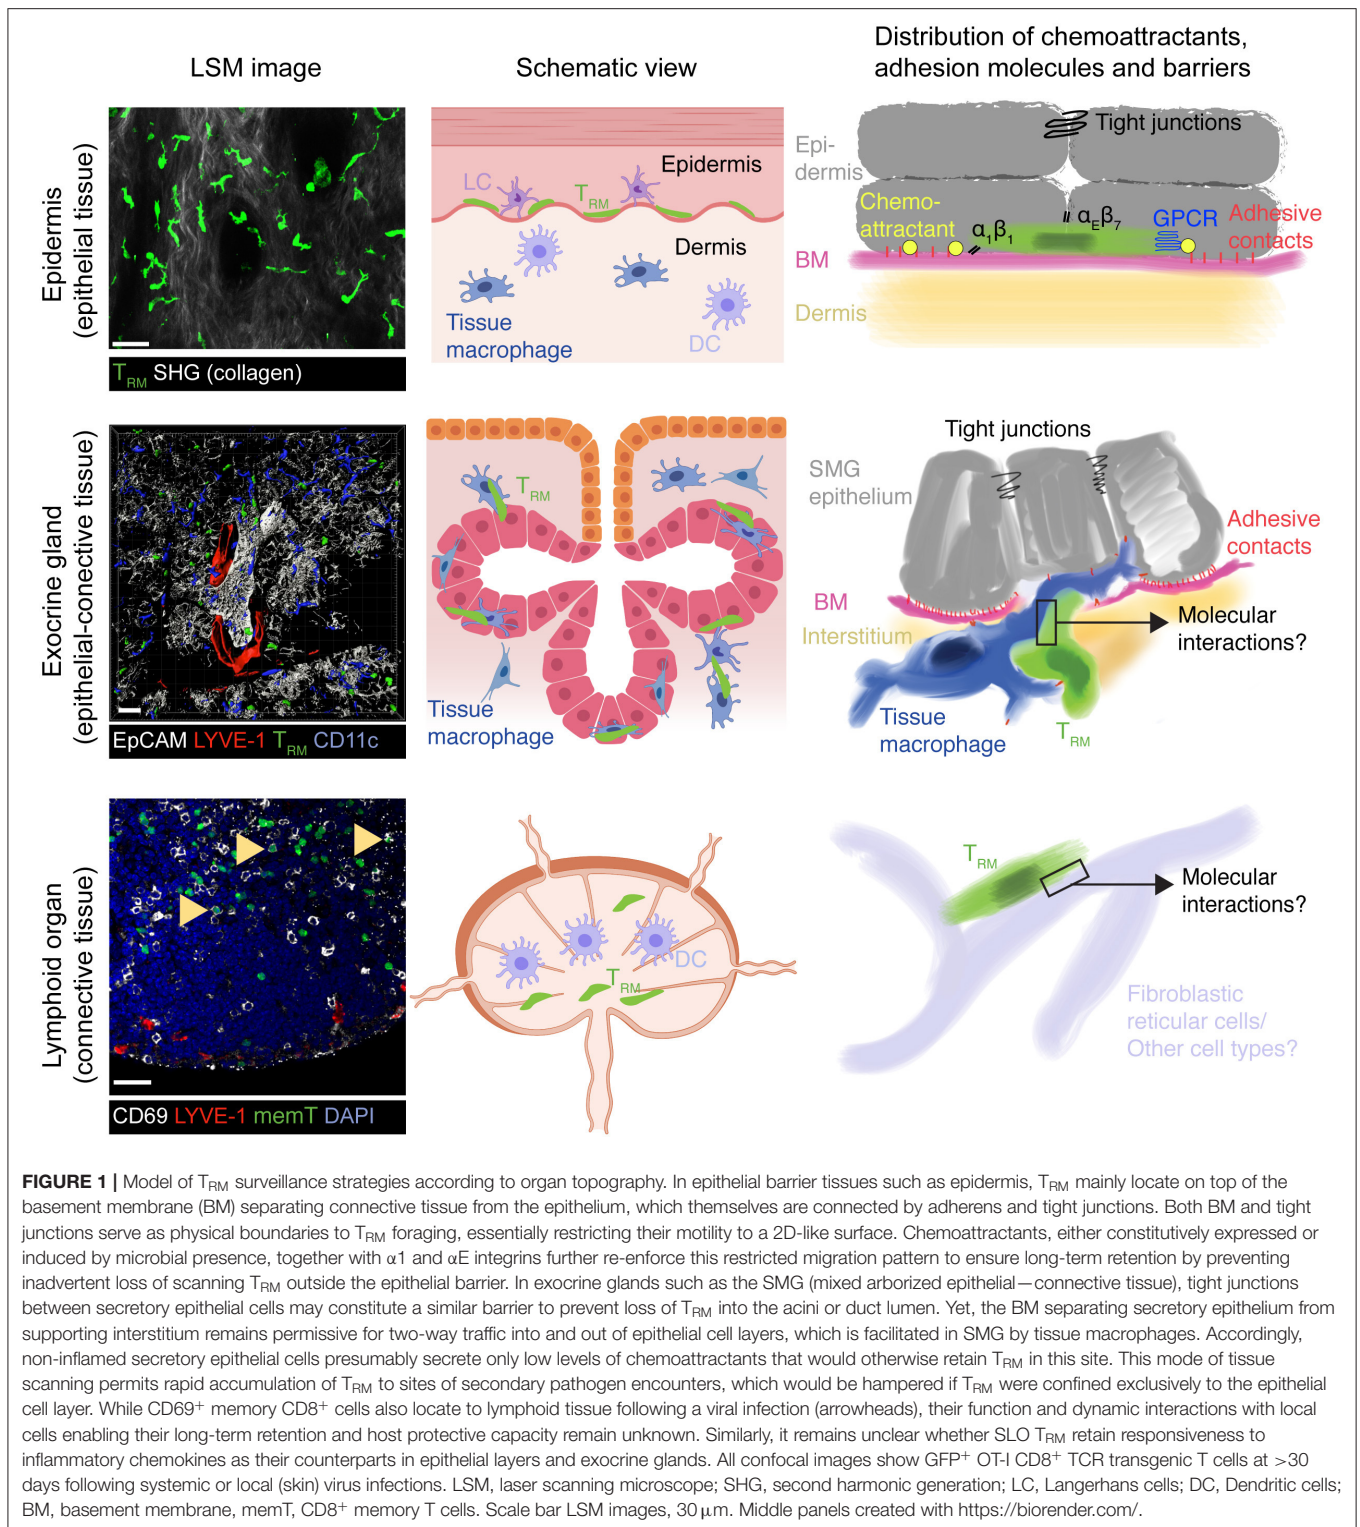 LSM image
Schematic view
Distribution of chemoattractants,
adhesion molecules and barriers
Epidermis
(epithelial tissue)
T_RM SHG (collagen)
LC
T_RM
Epidermis
Dermis
Tissue
macrophage
DC
Epi-
dermis
Tight junctions
Chemo-
attractant
α₁β₁
α_Eβ₇
GPCR
Adhesive
contacts
BM
Dermis
Exocrine gland
(epithelial-conective tissue)
EpCAM LYVE-1 T_RM CD11c
T_RM
Tissue
macrophage
Tight junctions
SMG
epithelium
Adhesive
contacts
BM
Interstitium
Molecular
interactions?
Tissue
macrophage
T_RM
Lymphoid organ
(connective tissue)
CD69 LYVE-1 memT DAPI
DC
T_RM
T_RM
Molecular
interactions?
Fibroblastic
reticular cells/
Other cell types?
FIGURE 1 | Model of T_RM surveillance strategies according to organ topography. In epithelial barrier tissues such as epidermis, T_RM mainly locate on top of the
basement membrane (BM) separating connective tissue from the epithelium, which themselves are connected by adherens and tight junctions. Both BM and tight
junctions serve as physical boundaries to T_RM foraging, essentially restricting their motility to a 2D-like surface. Chemoattractants, either constitutively expressed or
induced by microbial presence, together with α1 and αE integrins further re-enforce this restricted migration pattern to ensure long-term retention by preventing
inadvertent loss of scanning T_RM outside the epithelial barrier. In exocrine glands such as the SMG (mixed arborized epithelial—connective tissue), tight junctions
between secretory epithelial cells may constitute a similar barrier to prevent loss of T_RM into the acini or duct lumen. Yet, the BM separating secretory epithelium from
supporting interstitium remains permissive for two-way traffic into and out of epithelial cell layers, which is facilitated in SMG by tissue macrophages. Accordingly,
non-inflamed secretory epithelial cells presumably secrete only low levels of chemoattractants that would otherwise retain T_RM in this site. This mode of tissue
scanning permits rapid accumulation of T_RM to sites of secondary pathogen encounters, which would be hampered if T_RM were confined exclusively to the epithelial
cell layer. While CD69⁺ memory CD8⁺ cells also locate to lymphoid tissue following a viral infection (arrowheads), their function and dynamic interactions with local
cells enabling their long-term retention and host protective capacity remain unknown. Similarly, it remains unclear whether SLO T_RM retain responsiveness to
inflammatory chemokines as their counterparts in epithelial layers and exocrine glands. All confocal images show GFP⁺ OT-I CD8⁺ TCR transgenic T cells at >30
days following systemic or local (skin) virus infections. LSM, laser scanning microscope; SHG, second harmonic generation; LC, Langerhans cells; DC, Dendritic cells;
BM, basement membrane, memT, CD8⁺ memory T cells. Scale bar LSM images, 30 μm. Middle panels created with https://biorender.com/.